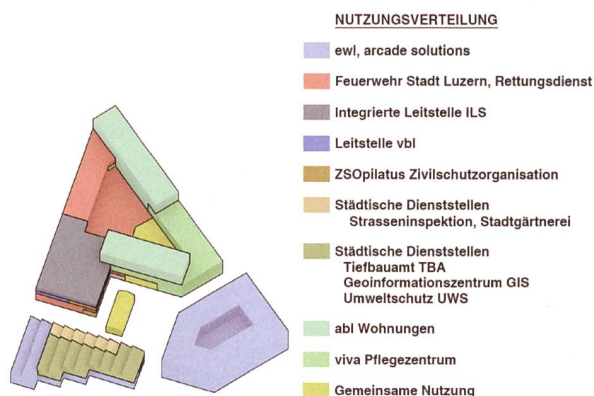 NUTZUNGSVERTEILUNG
ewl, arcade solutions
Feuerwehr Stadt Luzern, Rettungsdienst
Integrierte Leitstelle ILS
Leitstelle vbl
ZSOpilatus Zivilschutzorganisation
Städtische Dienststellen
Strasseninspektion, Stadtgärtnerei
Städtische Dienststellen
Tiefbauamt TBA
Geoinformationszentrum GIS
Umweltschutz UWS
abl Wohnungen
viva Pflegezentrum
Gemeinsame Nutzung